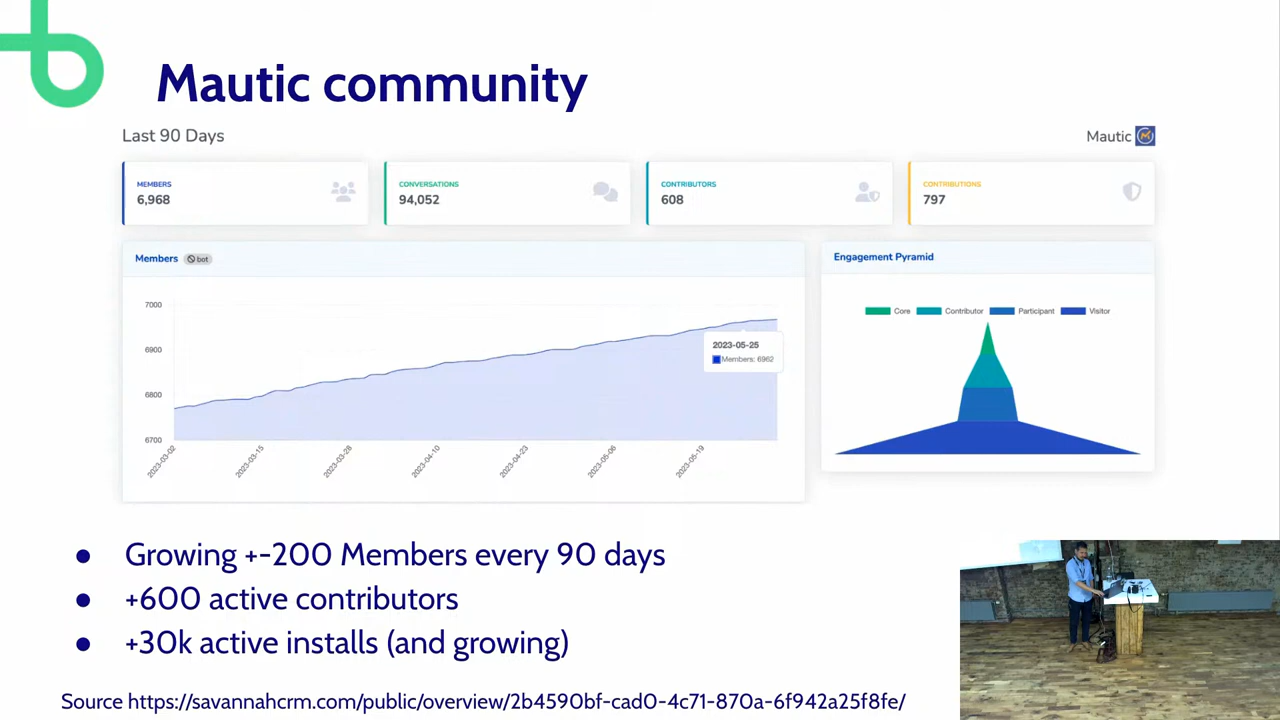 Mautic community
Last 90 Days
Mautic
MEMBERS
6,968
CONVERSATIONS
94,052
CONTRIBUTORS
608
CONTRIBUTIONS
797
Members bot
7000
6900
6800
6700
2023-05-25
Members: 6962
2023-03-02
2023-03-15
2023-03-28
2023-04-10
2023-04-23
2023-05-06
2023-05-19
Engagement Pyramid
Core Contributor Participant Visitor
● Growing +-200 Members every 90 days
● +600 active contributors
● +30k active installs (and growing)
Source https://savannahcrm.com/public/overview/2b4590bf-cad0-4c71-870a-6f942a25f8fe/